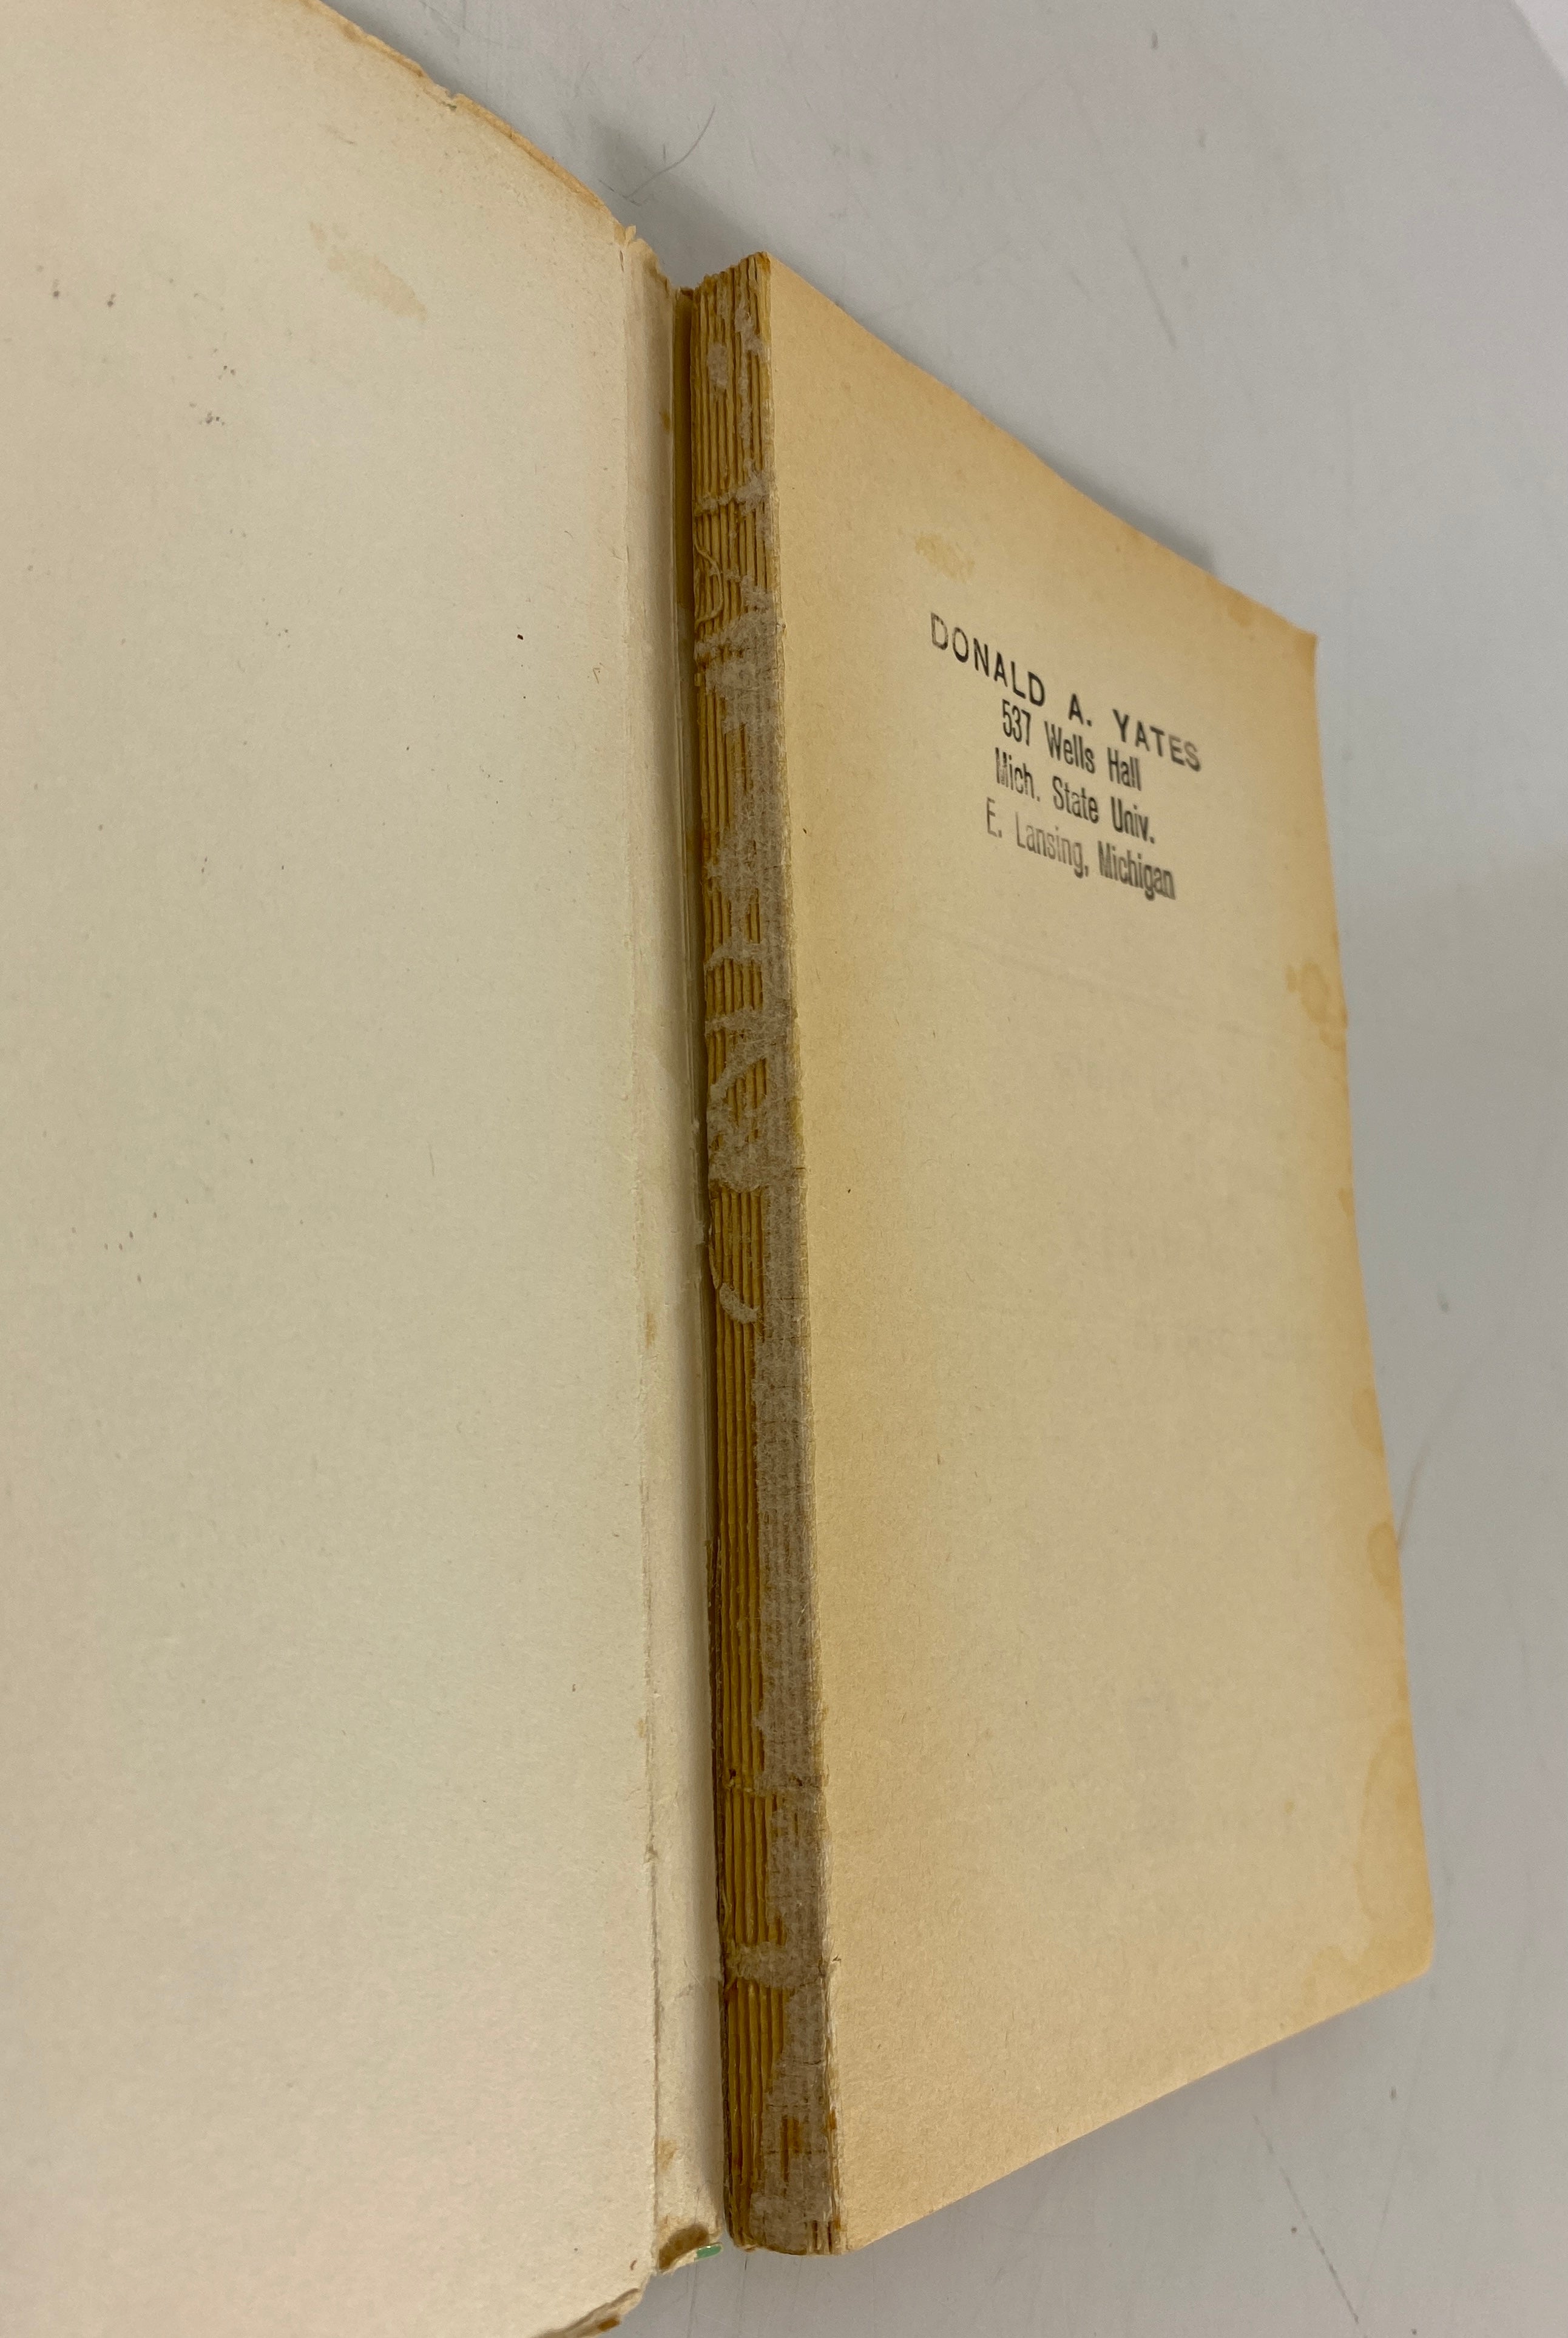 DONALD A. YATES
537 Wells Hall
Mich. State Univ.
E. Lansing, Michigan